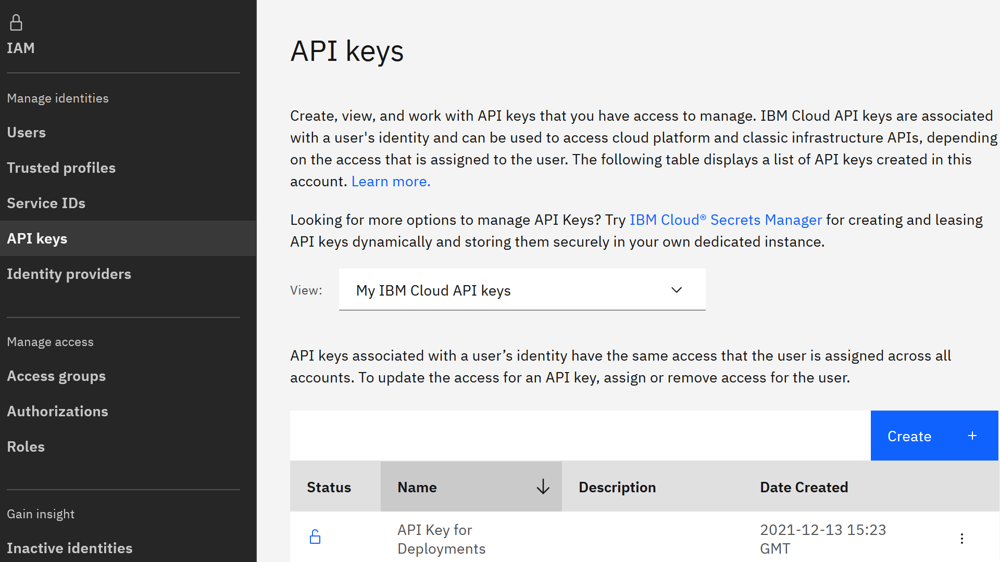 IAM
Manage identities
Users
Trusted profiles
Service IDs
API keys
Identity providers
Manage access
Access groups
Authorizations
Roles
Gain insight
Inactive identities
API keys
Create, view, and work with API keys that you have access to manage. IBM Cloud API keys are associated
with a user's identity and can be used to access cloud platform and classic infrastructure APIs, depending
on the access that is assigned to the user. The following table displays a list of API keys created in this
account. Learn more.
Looking for more options to manage API Keys? Try IBM Cloud® Secrets Manager for creating and leasing
API keys dynamically and storing them securely in your own dedicated instance.
View: My IBM Cloud API keys
API keys associated with a user’s identity have the same access that the user is assigned across all
accounts. To update the access for an API key, assign or remove access for the user.
Create +
Status Name Description Date Created
API Key for 2021-12-13 15:23
Deployments GMT